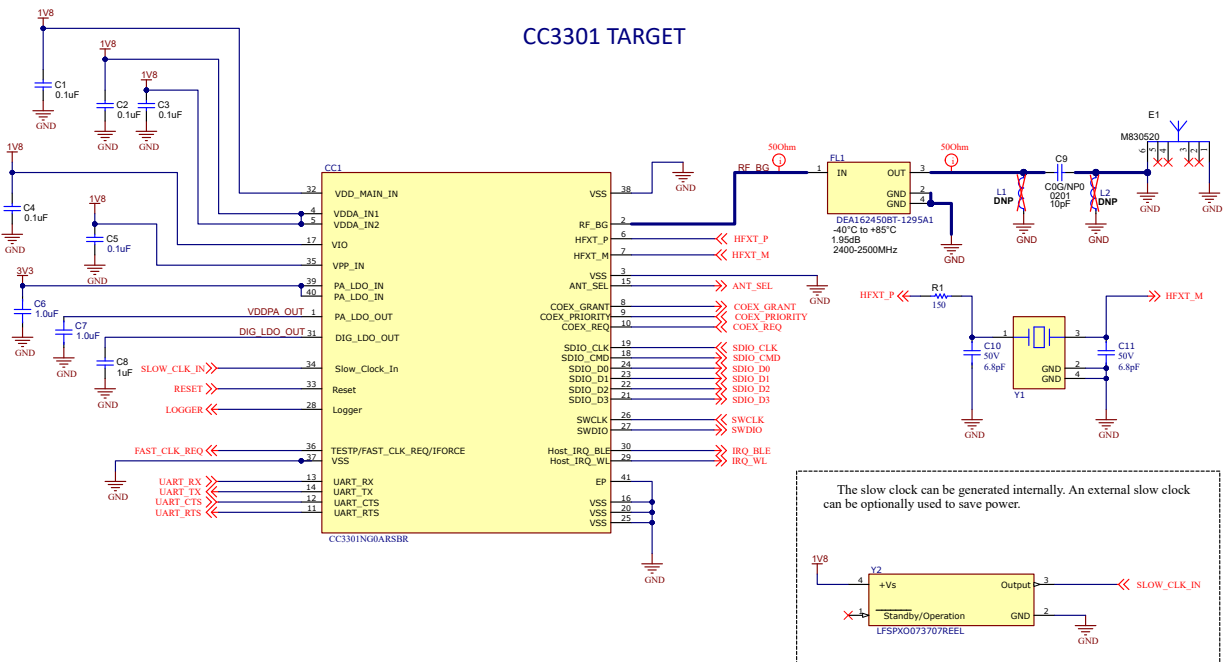 CC3301 TARGET
1V8
C1
0.1uF
GND
1V8
C2
0.1uF
GND
1V8
C3
0.1uF
GND
1V8
C4
0.1uF
GND
1V8
C5
0.1uF
GND
3V3
C6
1.0uF
GND
C7
1.0uF
GND
C8
1uF
GND
VDDPA_OUT
DIG_LDO_OUT
SLOW_CLK_IN
RESET
LOGGER
FAST_CLK_REQ
GND
UART_RX
UART_TX
UART_CTS
UART_RTS
CC1
32 VDD_MAIN_IN
4 VDDA_IN1
5 VDDA_IN2
17 VIO
35 VPP_IN
39 PA_LDO_IN
40 PA_LDO_IN
1 PA_LDO_OUT
31 DIG_LDO_OUT
34 Slow_Clock_In
33 Reset
28 Logger
36 TESTP/FAST_CLK_REQ/IFORCE
37 VSS
13 UART_RX
14 UART_TX
12 UART_CTS
11 UART_RTS
VSS 38
GND
RF_BG 2
HFXT_P 6 HFXT_P
HFXT_M 7 HFXT_M
VSS 3
GND
ANT_SEL 15 ANT_SEL
COEX_GRANT 8 COEX_GRANT
COEX_PRIORITY 9 COEX_PRIORITY
COEX_REQ 10 COEX_REQ
SDIO_CLK 19 SDIO_CLK
SDIO_CMD 18 SDIO_CMD
SDIO_D0 24 SDIO_D0
SDIO_D1 23 SDIO_D1
SDIO_D2 22 SDIO_D2
SDIO_D3 21 SDIO_D3
SWCLK 26 SWCLK
SWDIO 27 SWDIO
Host_IRQ_BLE 30 IRQ_BLE
Host_IRQ_WL 29 IRQ_WL
EP 41
VSS 16
VSS 20
VSS 25
GND
CC3301NG0ARSBR
RF_BG
50Ohm
i
FL1
1 IN
OUT 3
GND 2
GND 4
DEA162450BT-1295A1
-40°C to +85°C
1.95dB
2400-2500MHz
GND
50Ohm
i
L1
DNP
GND
C9
C0G/NP0
0201
10pF
L2
DNP
GND
E1
M830520
6 5 4 3 2 1
GND
GND
HFXT_P
R1
150
HFXT_M
C10
50V
6.8pF
GND
1
3
GND 2
GND 4
Y1
C11
50V
6.8pF
GND
The slow clock can be generated internally. An external slow clock
can be optionally used to save power.
1V8
Y2
4 +Vs
Output 3
SLOW_CLK_IN
1 Standby/Operation
GND 2
GND
LFSPXO073707REEL